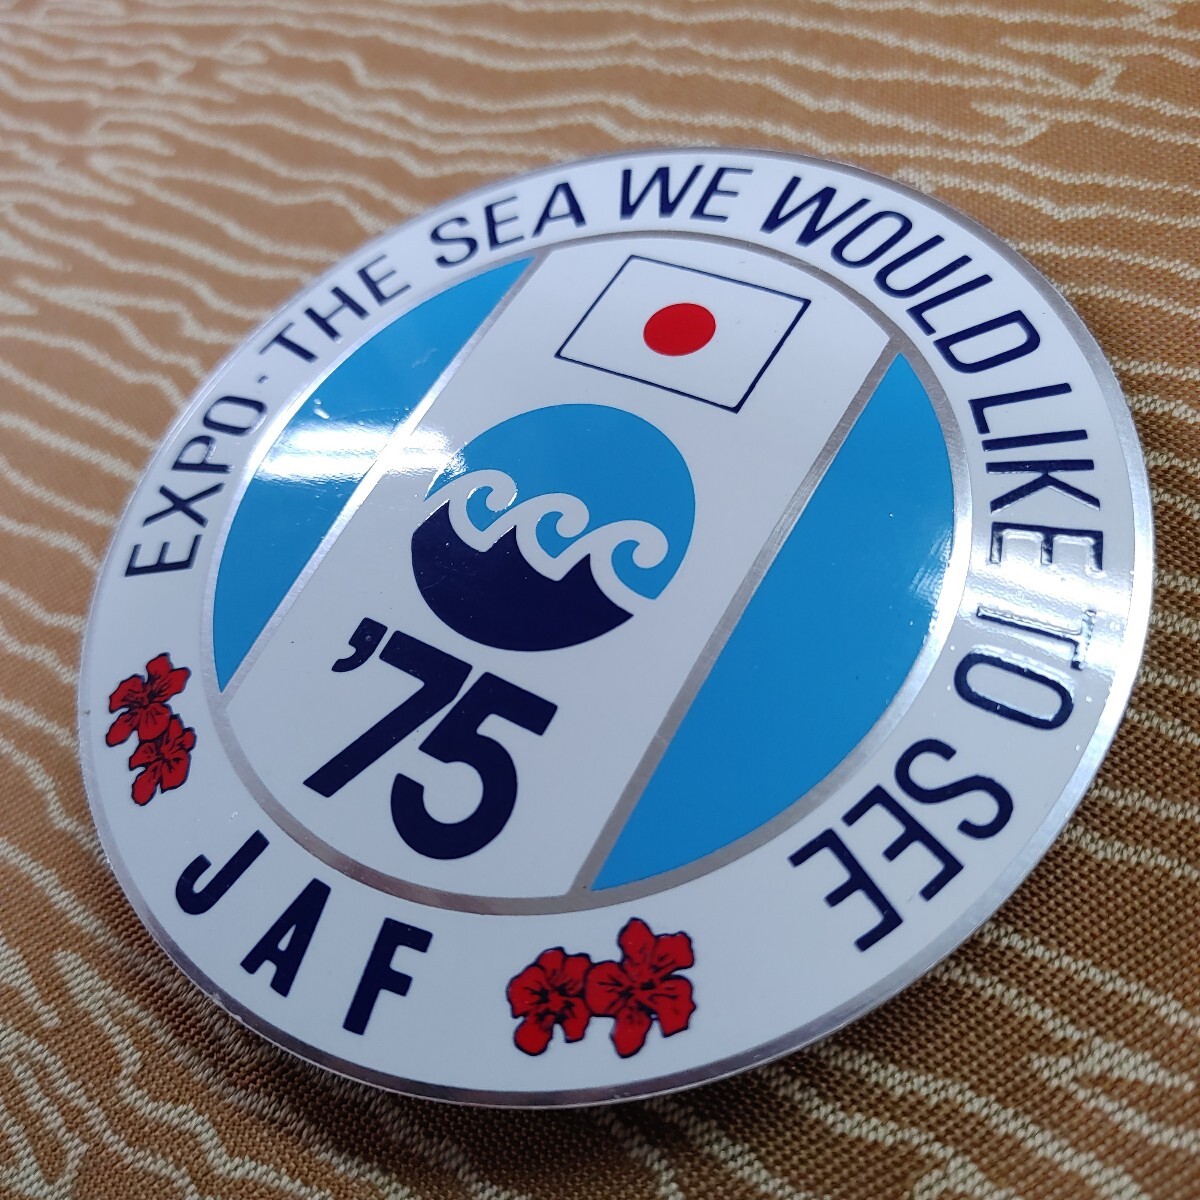 EXPO · THE SEA WE WOULD LIKE TO SEE
'75
JAF